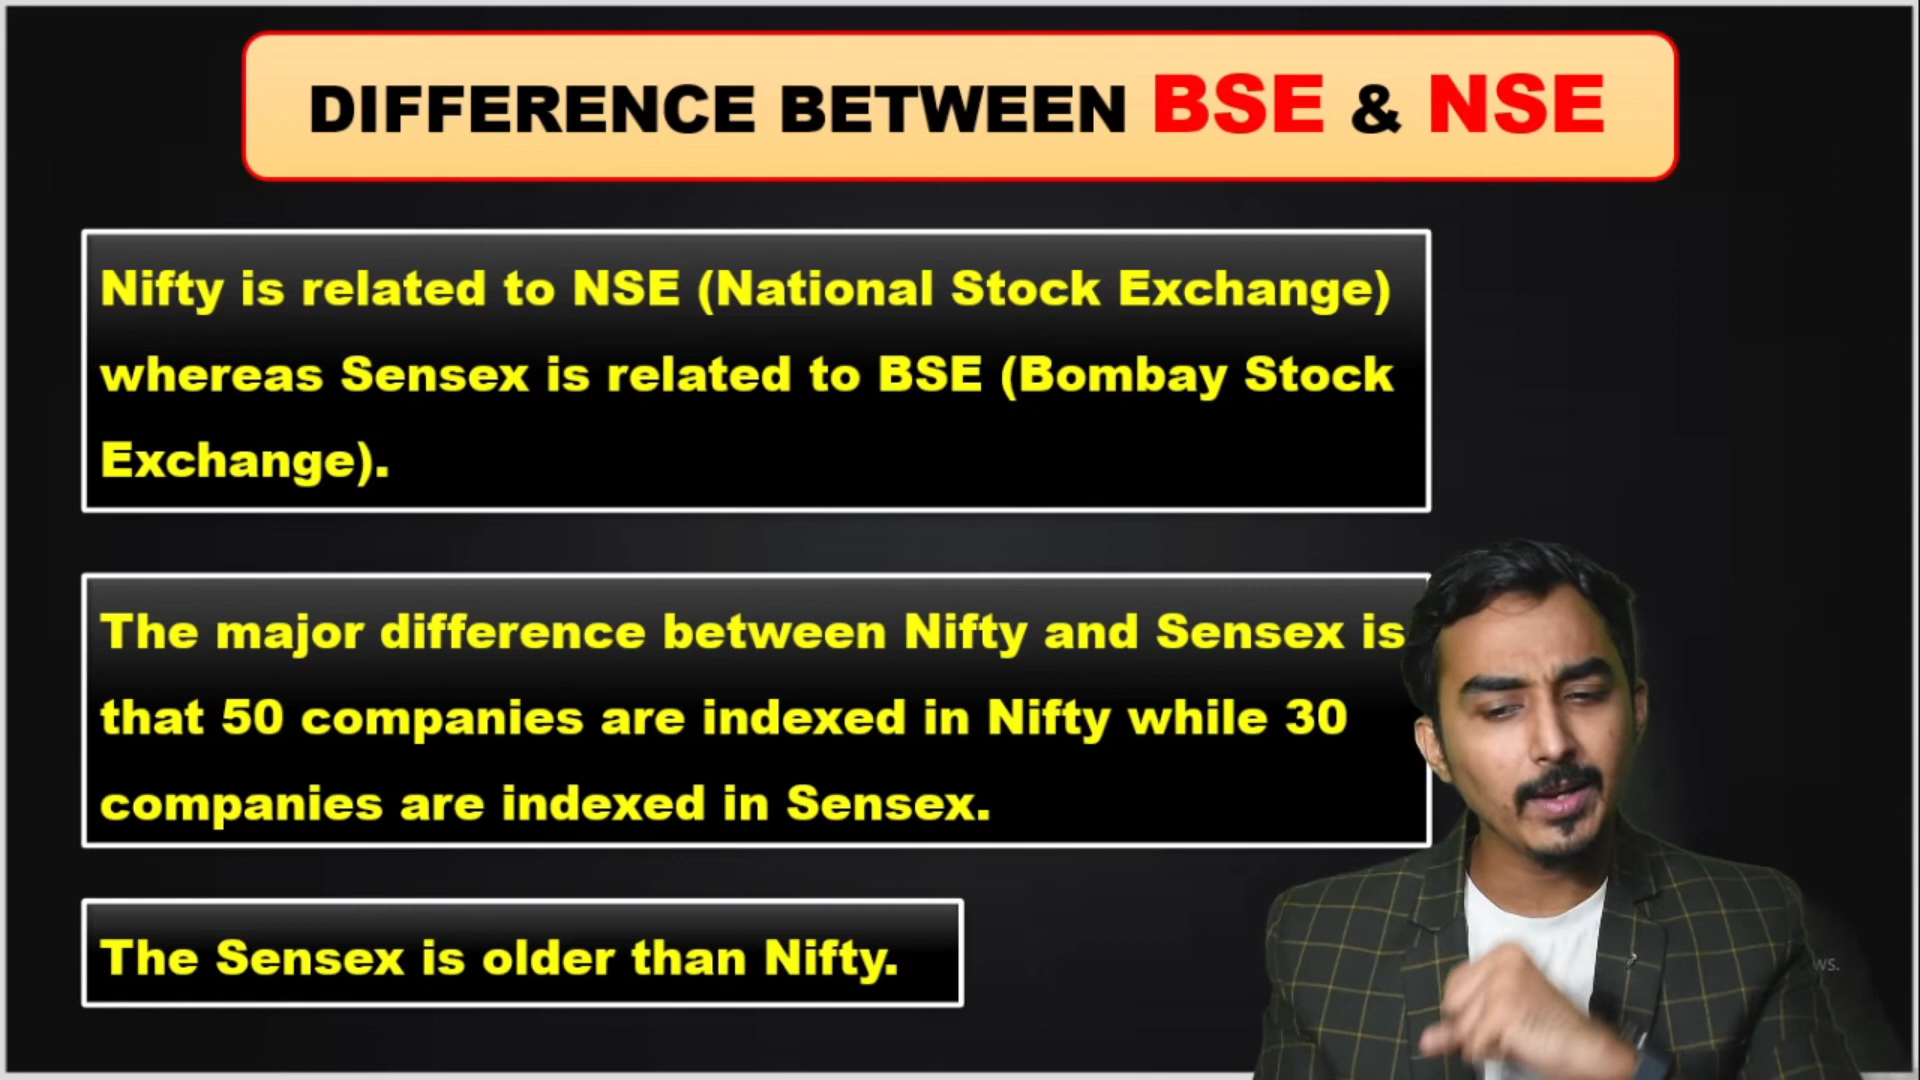 DIFFERENCE BETWEEN BSE & NSE
Nifty is related to NSE (National Stock Exchange)
whereas Sensex is related to BSE (Bombay Stock
Exchange).
The major difference between Nifty and Sensex is
that 50 companies are indexed in Nifty while 30
companies are indexed in Sensex.
The Sensex is older than Nifty.